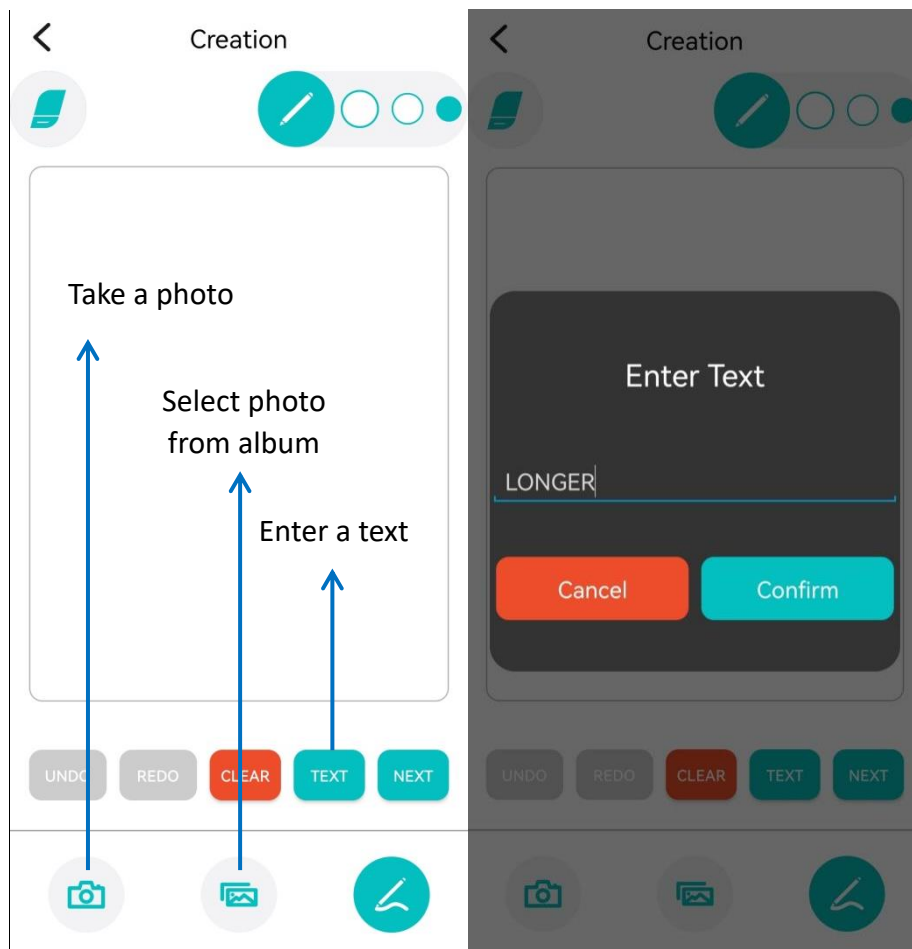 Creation
Take a photo
Select photo
from album
Enter a text
UNDO REDO CLEAR TEXT NEXT
Creation
Enter Text
LONGER
Cancel Confirm
UNDO REDO CLEAR TEXT NEXT